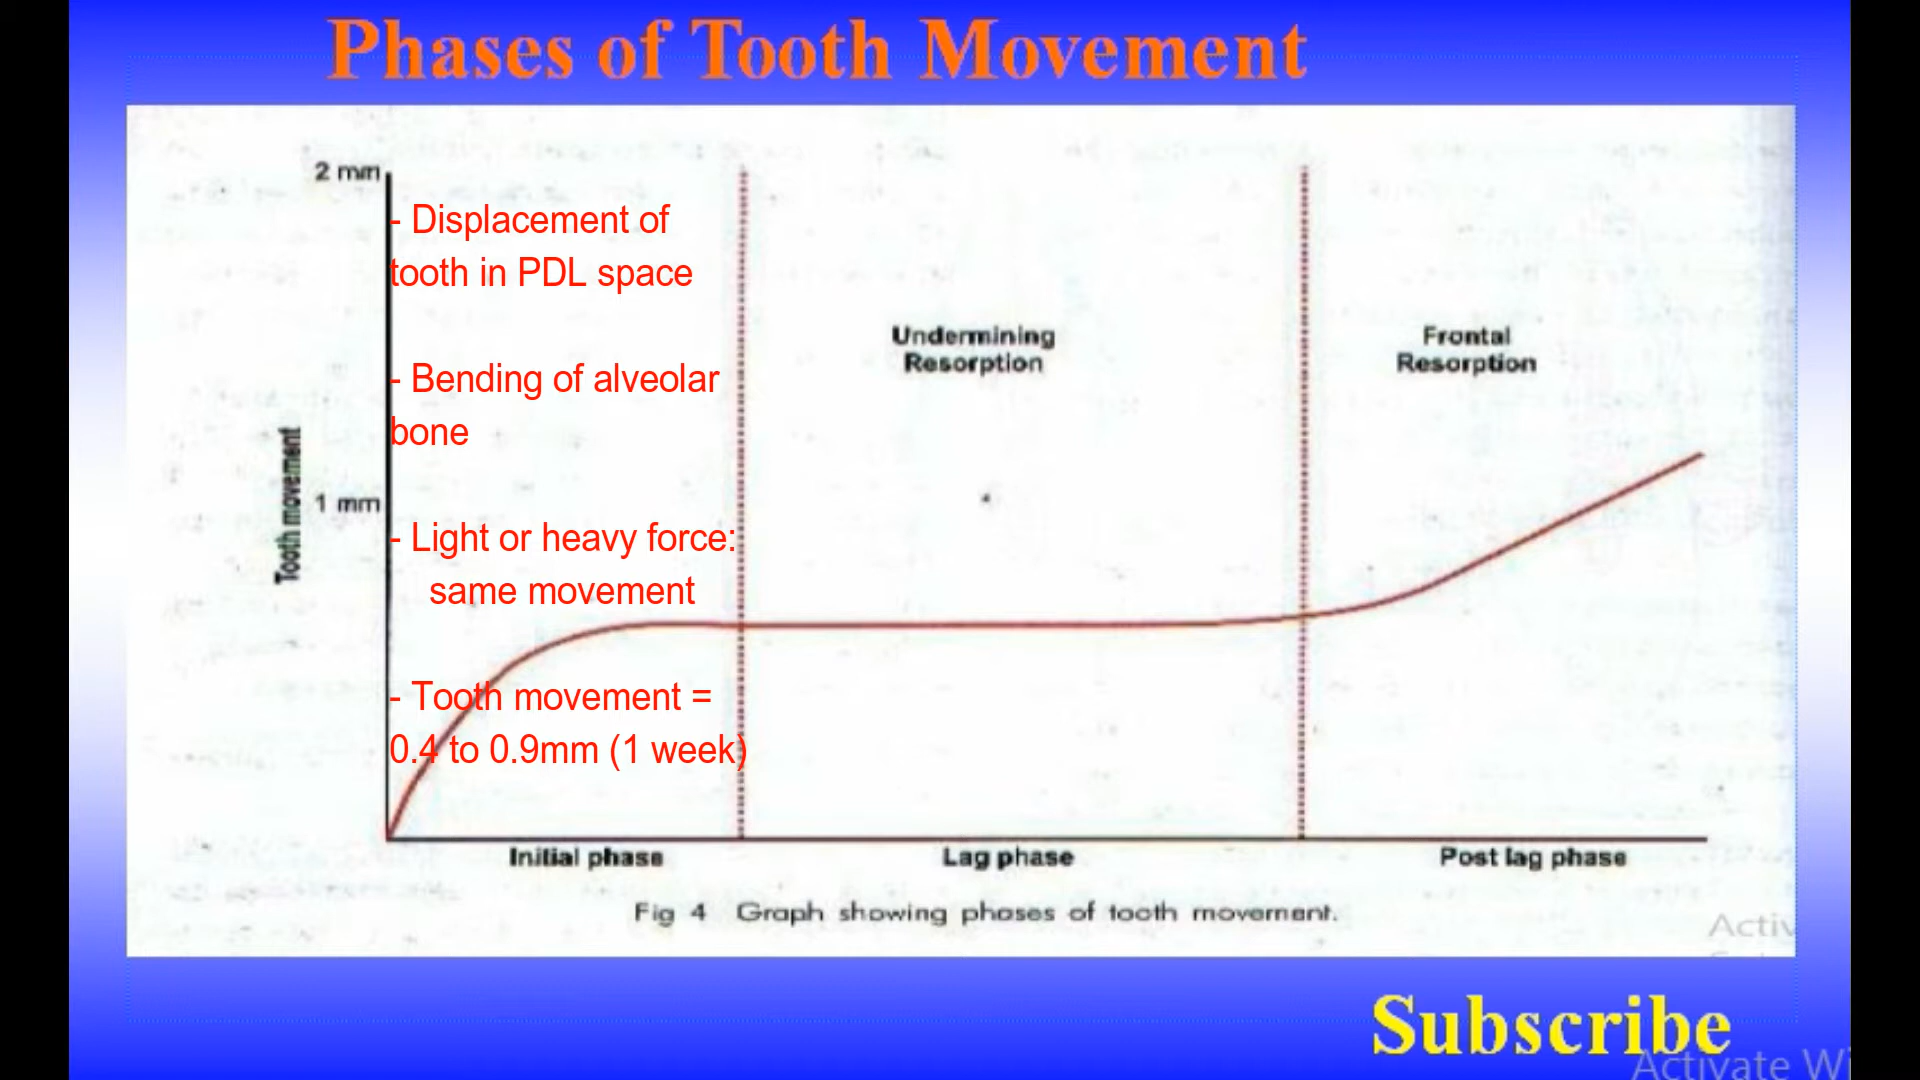 Phases of Tooth Movement
2 mm
- Displacement of
tooth in PDL space
Undermining
Resorption
Frontal
Resorption
- Bending of alveolar
bone
Tooth movement
1 mm
- Light or heavy force:
same movement
- Tooth movement =
0.4 to 0.9mm (1 week)
Initial phase
Lag phase
Post lag phase
Fig 4 Graph showing phases of tooth movement.
Activ
Subscribe
Activate Wi